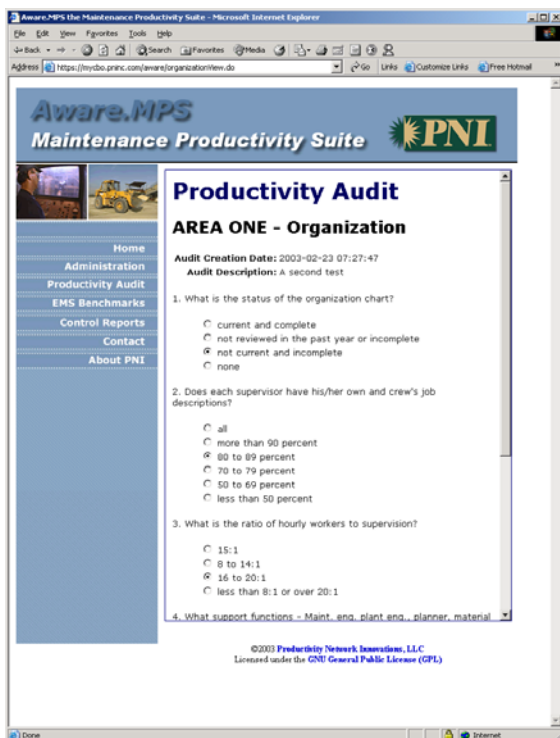 Aware.MPS the Maintenance Productivity Suite - Microsoft Internet Explorer
File Edit View Favorites Tools Help
Back Search Favorites Media
Address https://mycbo.prninc.com/aware/organizationView.do Go Links Customize Links Free Hotmail
Aware.MPS
Maintenance Productivity Suite
PNI
Home
Administration
Productivity Audit
EMS Benchmarks
Control Reports
Contact
About PNI
Productivity Audit
AREA ONE - Organization
Audit Creation Date: 2003-02-23 07:27:47
Audit Description: A second test
1. What is the status of the organization chart?
current and complete
not reviewed in the past year or incomplete
not current and incomplete
none
2. Does each supervisor have his/her own and crew's job
descriptions?
all
more than 90 percent
80 to 89 percent
70 to 79 percent
50 to 69 percent
less than 50 percent
3. What is the ratio of hourly workers to supervision?
15:1
8 to 14:1
16 to 20:1
less than 8:1 or over 20:1
4. What support functions - Maint. eng. plant eng., planner, material
©2003 Productivity Network Innovations, LLC
Licensed under the GNU General Public License (GPL)
Done Internet